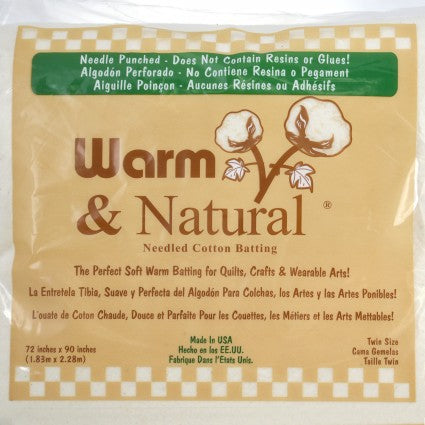 Needle Punched - Does Not Contain Resins or Glues!
Algodón Perforado - No Contiene Resina o Pegament
Aiguille Poinçon - Aucunes Résines ou Adhésifs
Warm
& Natural ®
Needled Cotton Batting
The Perfect Soft Warm Batting for Quilts, Crafts & Wearable Arts!
La Entretela Tibia, Suave y Perfecta del Algodón Para Colchas, los Artes y las Artes Ponibles!
L'ouate de Coton Chaude, Douce et Parfaite Pour les Couettes, les Métiers et les Arts Mettables!
72 inches x 90 inches
(1.83m x 2.28m)
Made In USA
Hecho en los EE.UU.
Fabrique Dans l'Etats Unis.
Twin Size
Cama Gemelas
Taille Twin